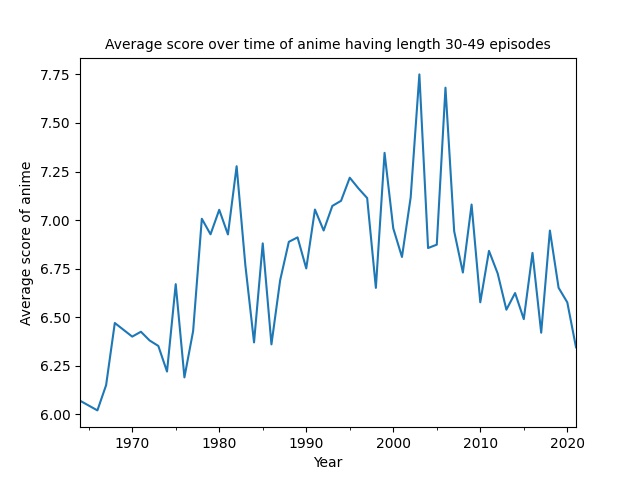 Average score over time of anime having length 30-49 episodes
7.75
7.50
7.25
7.00
6.75
6.50
6.25
6.00
Average score of anime
1970 1980 1990 2000 2010 2020
Year